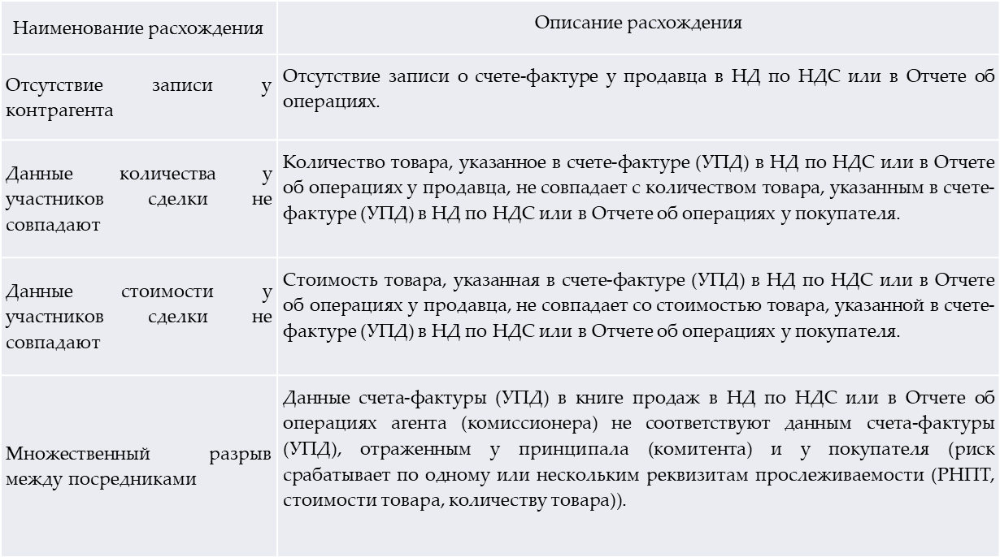 Наименование расхождения
Описание расхождения
Отсутствие записи у
контрагента
Отсутствие записи о счете-фактуре у продавца в НД по НДС или в Отчете об
операциях.
Данные количества у
участников сделки не
совпадают
Количество товара, указанное в счете-фактуре (УПД) в НД по НДС или в Отчете
об операциях у продавца, не совпадает с количеством товара, указанным в счете-
фактуре (УПД) в НД по НДС или в Отчете об операциях у покупателя.
Данные стоимости у
участников сделки не
совпадают
Стоимость товара, указанная в счете-фактуре (УПД) в НД по НДС или в Отчете
об операциях у продавца, не совпадает со стоимостью товара, указанной в счете-
фактуре (УПД) в НД по НДС или в Отчете об операциях у покупателя.
Множественный разрыв
между посредниками
Данные счета-фактуры (УПД) в книге продаж в НД по НДС или в Отчете об
операциях агента (комиссионера) не соответствуют данным счета-фактуры
(УПД), отраженным у принципала (комитента) и у покупателя (риск
срабатывает по одному или нескольким реквизитам прослеживаемости (РНПТ,
стоимости товара, количеству товара)).